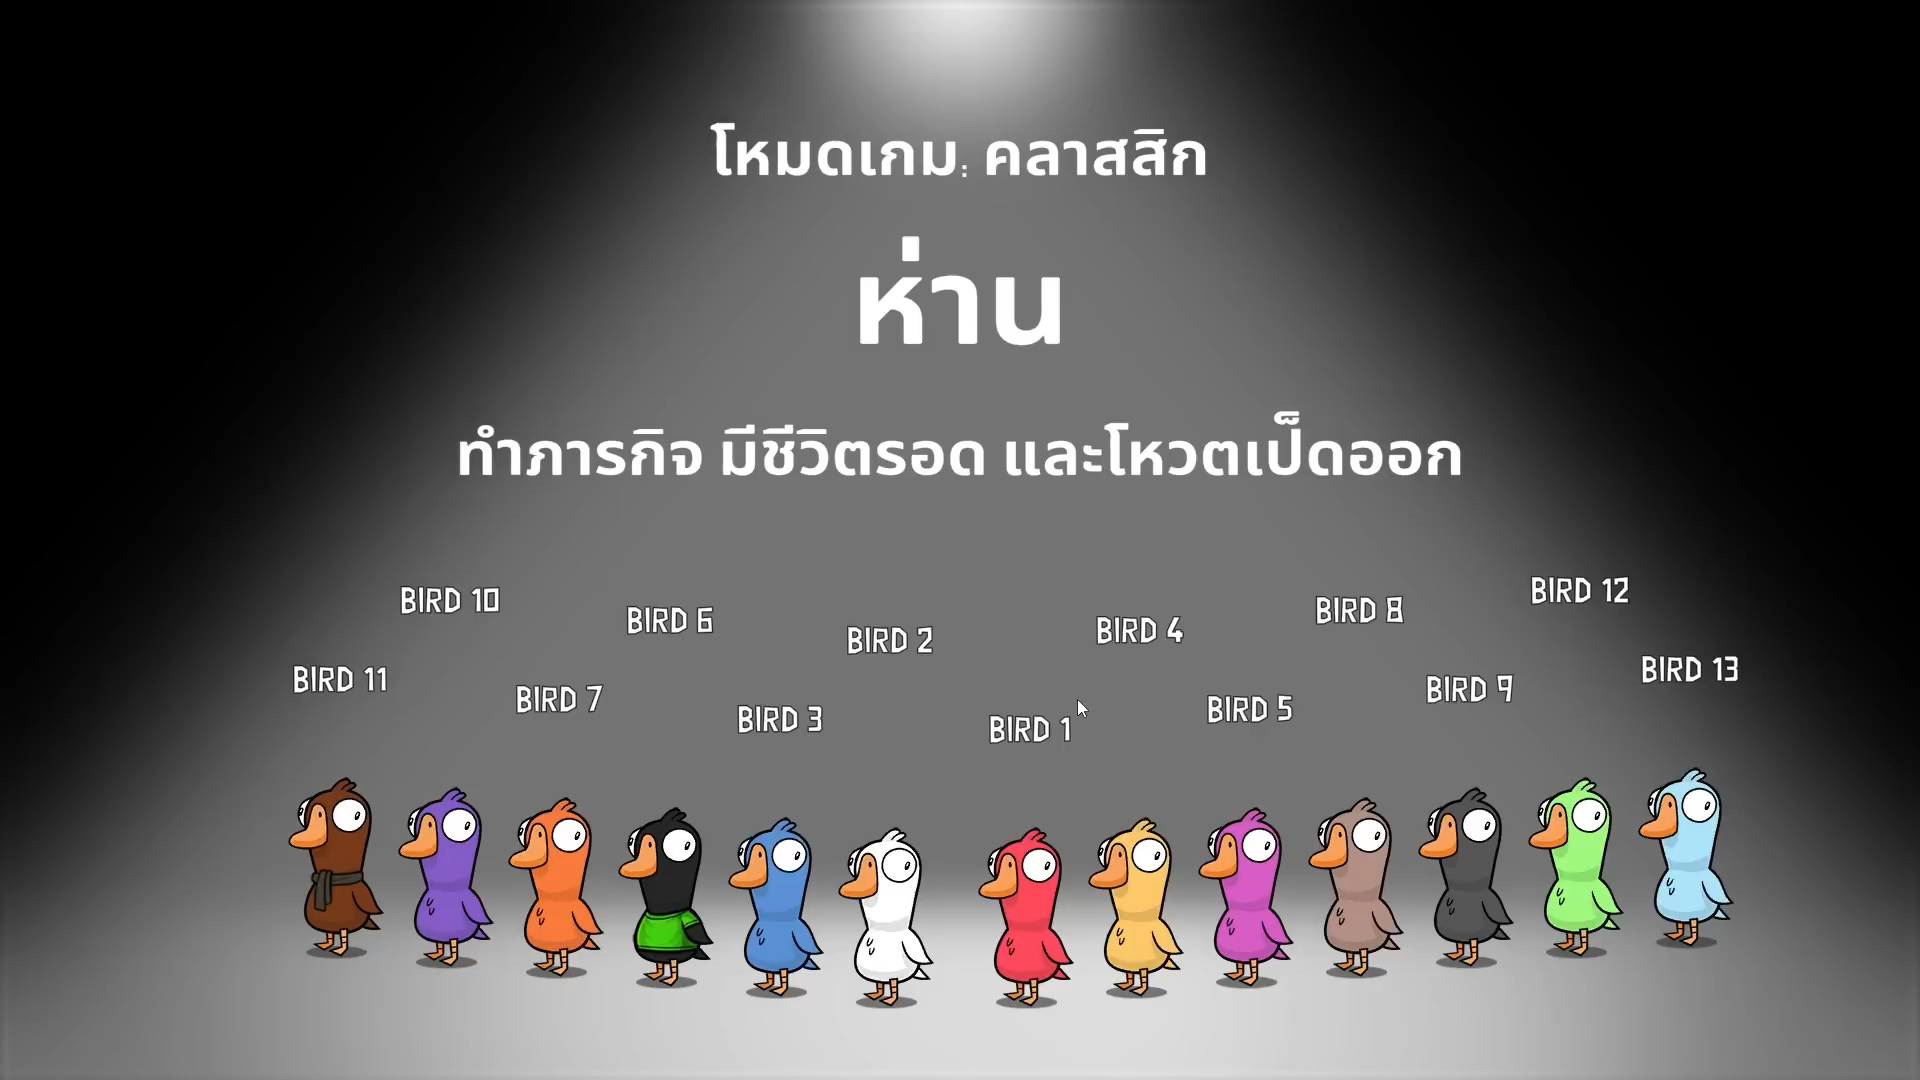 โหมดเกม: คลาสสิก
ห่าน
ทำภารกิจ มีชีวิตรอด และโหวตเป็ดออก
BIRD 10 BIRD 6 BIRD 2 BIRD 4 BIRD 8 BIRD 12
BIRD 11 BIRD 7 BIRD 3 BIRD 1 BIRD 5 BIRD 9 BIRD 13